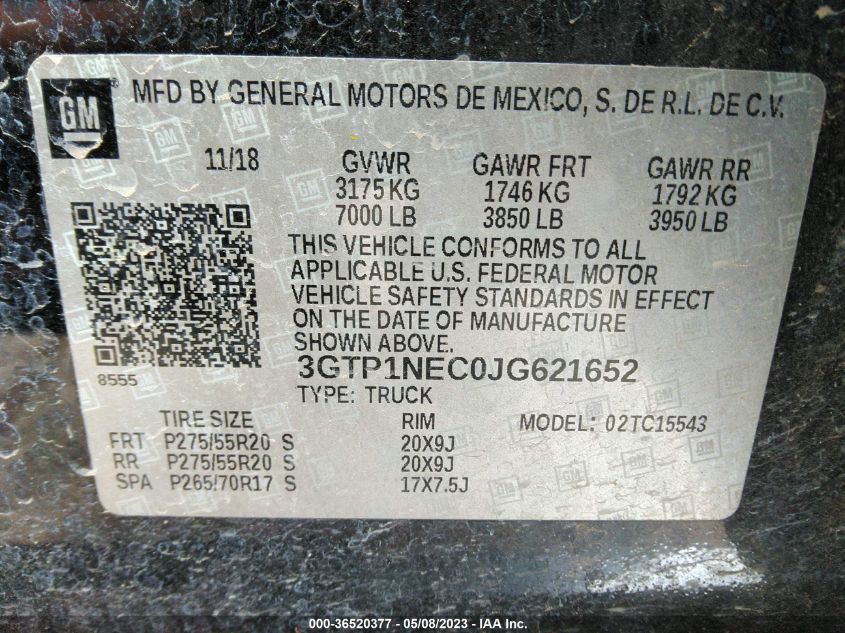 GM MFD BY GENERAL MOTORS DE MEXICO, S. DE R.L. DE C.V.
11/18 GVWR GAWR FRT GAWR RR
3175 KG 1746 KG 1792 KG
7000 LB 3850 LB 3950 LB
THIS VEHICLE CONFORMS TO ALL
APPLICABLE U.S. FEDERAL MOTOR
VEHICLE SAFETY STANDARDS IN EFFECT
ON THE DATE OF MANUFACTURE
SHOWN ABOVE.
3GTP1NEC0JG621652
8555
TYPE: TRUCK
TIRE SIZE RIM MODEL: 02TC15543
FRT P275/55R20 S 20X9J
RR P275/55R20 S 20X9J
SPA P265/70R17 S 17X7.5J
000-36520377 - 05/08/2023 - IAA Inc.